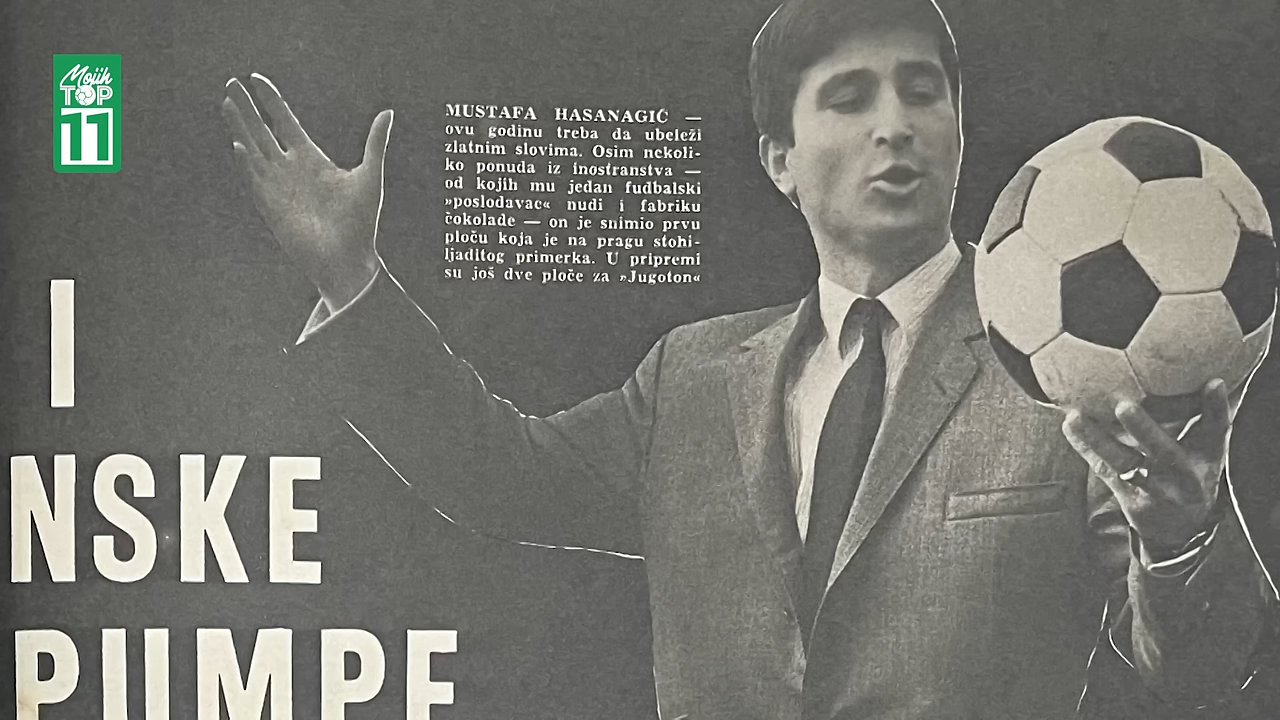 Mojih
TOP
11
MUSTAFA HASANAGIĆ —
ovu godinu treba da ubeleži
zlatnim slovima. Osim nekoli-
ko ponuda iz inostranstva —
od kojih mu jedan fudbalski
»poslodavac« nudi i fabriku
čokolade — on je snimio prvu
ploču koja je na pragu stohi-
ljaditog primerka. U pripremi
su još dve ploče za »Jugoton«
I
NSKE
PUMPE